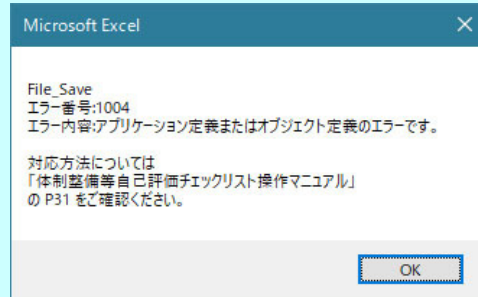 Microsoft Excel
File_Save
エラー番号:1004
エラー内容:アプリケーション定義またはオブジェクト定義のエラーです。
対応方法については
「体制整備等自己評価チェックリスト操作マニュアル」
の P31 をご確認ください。
OK